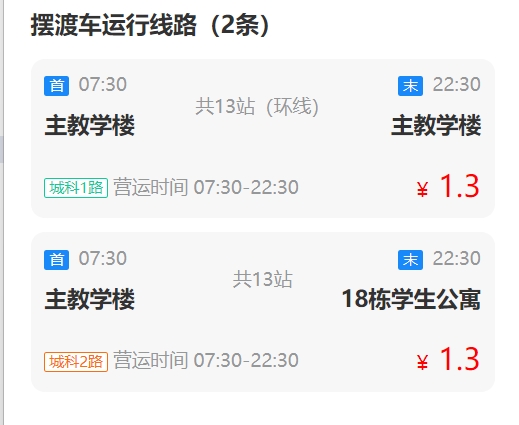 摆渡车运行线路（2条）
首 07:30 末 22:30
共13站（环线）
主教学楼 主教学楼
城科1路 营运时间 07:30-22:30 ¥ 1.3
首 07:30 末 22:30
共13站
主教学楼 18栋学生公寓
城科2路 营运时间 07:30-22:30 ¥ 1.3